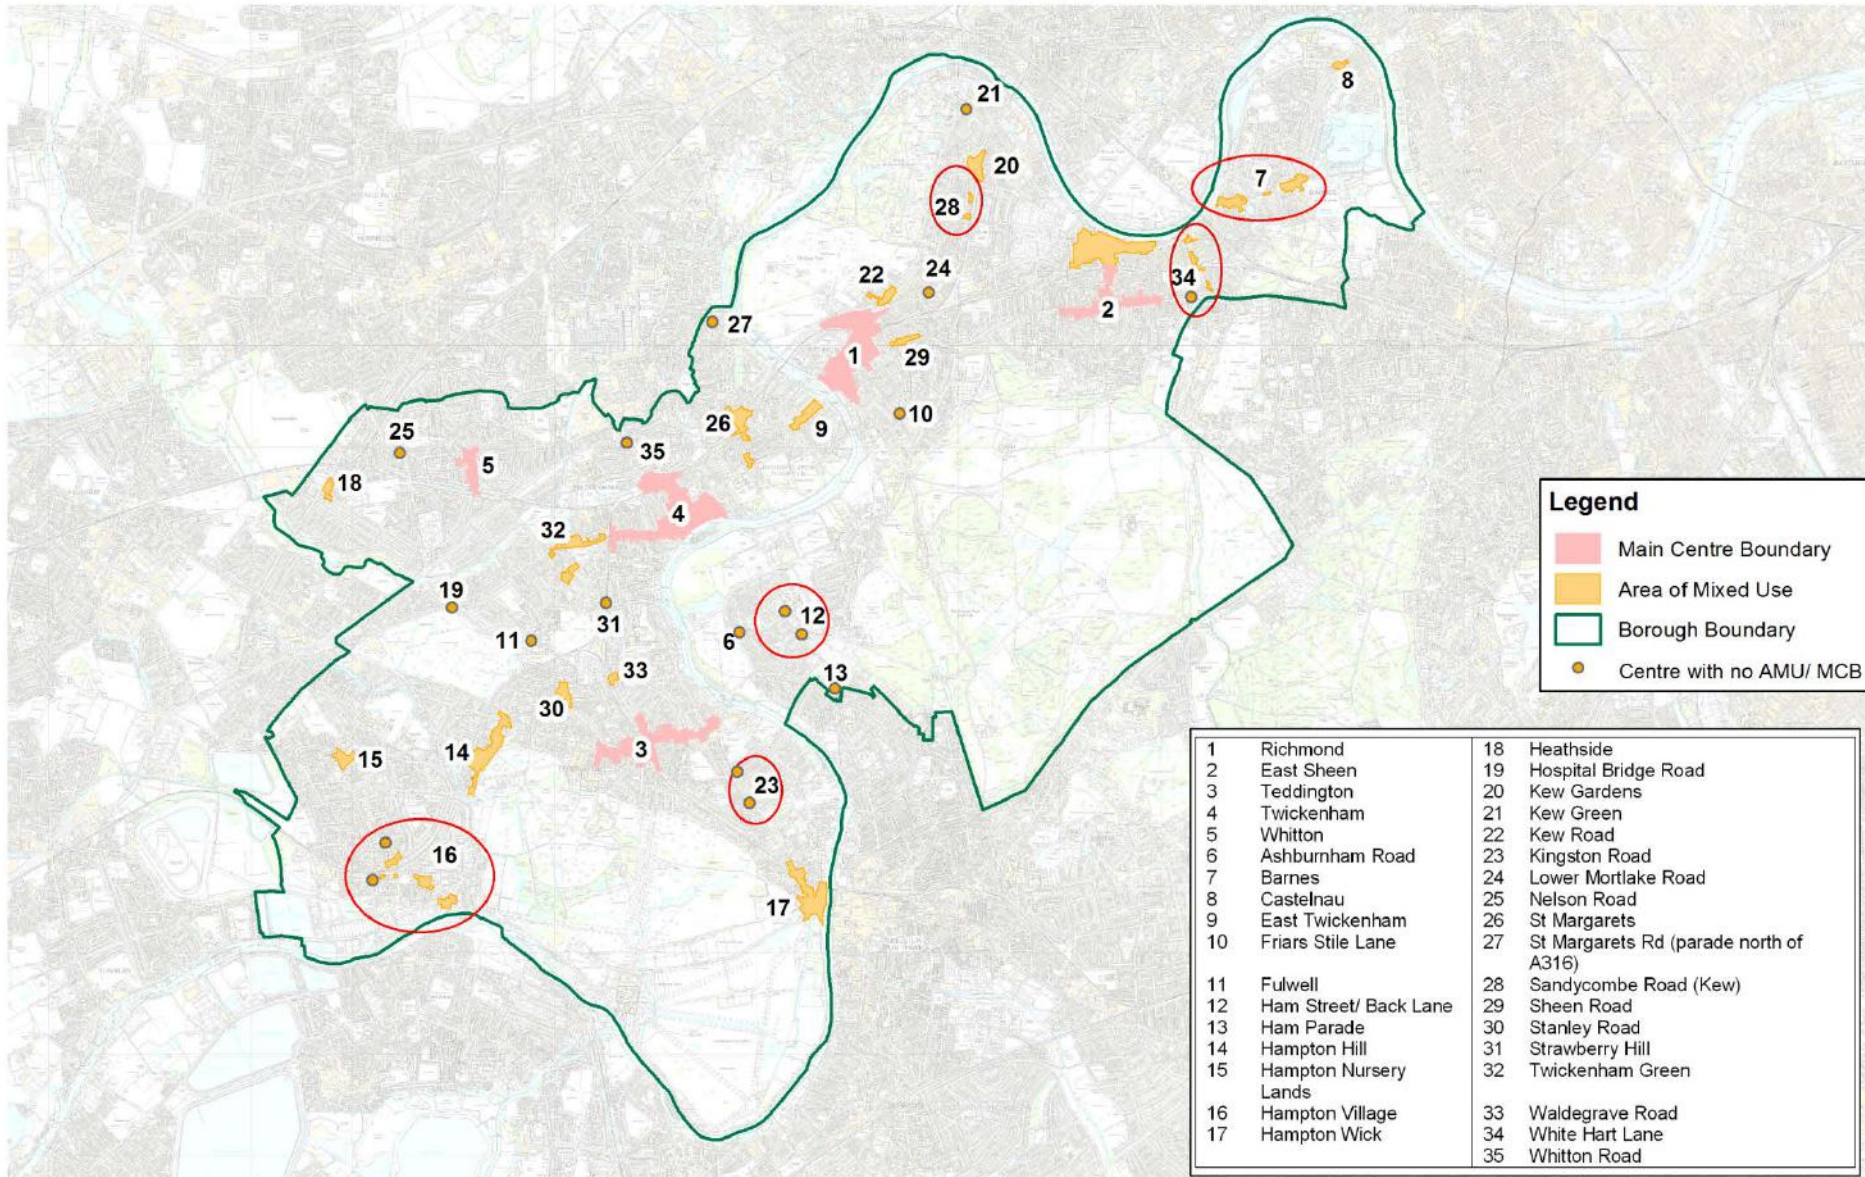 21
8
20
7
28
22
24
34
2
27
1
29
26
9
10
25
5
35
18
4
32
19
12
31
6
11
33
13
30
14
3
15
23
16
17
Legend
Main Centre Boundary
Area of Mixed Use
Borough Boundary
Centre with no AMU/ MCB
1 Richmond
2 East Sheen
3 Teddington
4 Twickenham
5 Whitton
6 Ashburnham Road
7 Barnes
8 Castelnau
9 East Twickenham
10 Friars Stile Lane
11 Fulwell
12 Ham Street/ Back Lane
13 Ham Parade
14 Hampton Hill
15 Hampton Nursery
Lands
16 Hampton Village
17 Hampton Wick
18 Heathside
19 Hospital Bridge Road
20 Kew Gardens
21 Kew Green
22 Kew Road
23 Kingston Road
24 Lower Mortlake Road
25 Nelson Road
26 St Margarets
27 St Margarets Rd (parade north of
A316)
28 Sandycombe Road (Kew)
29 Sheen Road
30 Stanley Road
31 Strawberry Hill
32 Twickenham Green
33 Waldegrave Road
34 White Hart Lane
35 Whitton Road